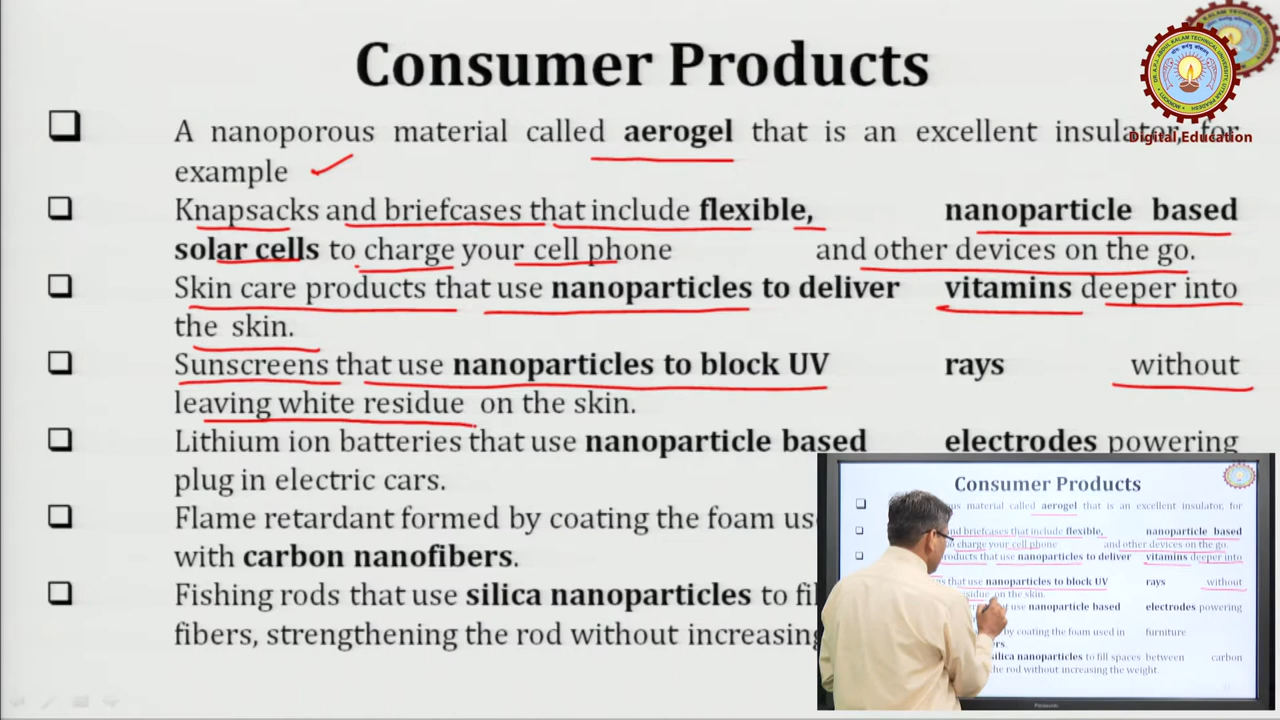 Consumer Products
A nanoporous material called aerogel that is an excellent insulator, for
example
Knapsacks and briefcases that include flexible, nanoparticle based
solar cells to charge your cell phone and other devices on the go.
Skin care products that use nanoparticles to deliver vitamins deeper into
the skin.
Sunscreens that use nanoparticles to block UV rays without
leaving white residue on the skin.
Lithium ion batteries that use nanoparticle based electrodes powering
plug in electric cars.
Flame retardant formed by coating the foam us
with carbon nanofibers.
Fishing rods that use silica nanoparticles to fil
fibers, strengthening the rod without increasing
Digital Education
Consumer Products
us material called aerogel that is an excellent insulator, for
and briefcases that include flexible, nanoparticle based
o charge your cell phone and other devices on the go.
products that use nanoparticles to deliver vitamins deeper into
s that use nanoparticles to block UV rays without
residue on the skin.
t use nanoparticle based electrodes powering
by coating the foam used in furniture
ers.
silica nanoparticles to fill spaces between carbon
he rod without increasing the weight.
Panasonic